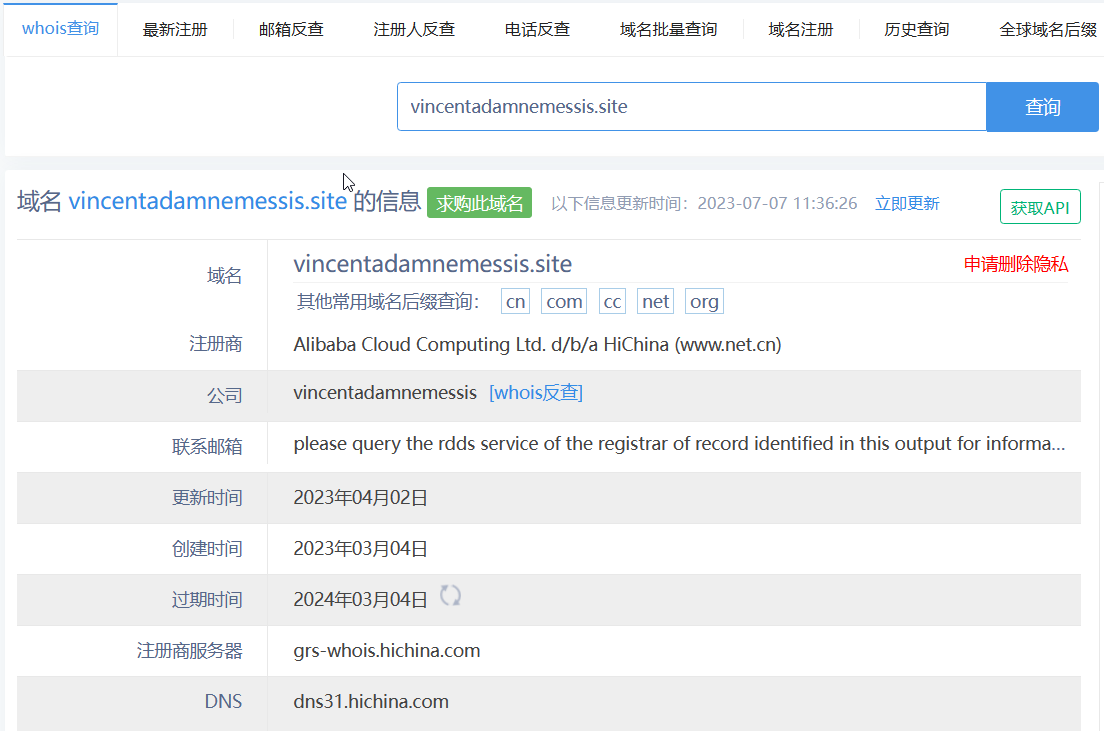 whois查询 最新注册 邮箱反查 注册人反查 电话反查 域名批量查询 域名注册 历史查询 全球域名后缀
vincentadamnemessis.site 查询
域名 vincentadamnemessis.site 的信息 求购此域名 以下信息更新时间：2023-07-07 11:36:26 立即更新 获取API
域名 vincentadamnemessis.site 申请删除隐私
其他常用域名后缀查询： cn com cc net org
注册商 Alibaba Cloud Computing Ltd. d/b/a HiChina (www.net.cn)
公司 vincentadamnemessis [whois反查]
联系邮箱 please query the rdds service of the registrar of record identified in this output for informa...
更新时间 2023年04月02日
创建时间 2023年03月04日
过期时间 2024年03月04日
注册商服务器 grs-whois.hichina.com
DNS dns31.hichina.com